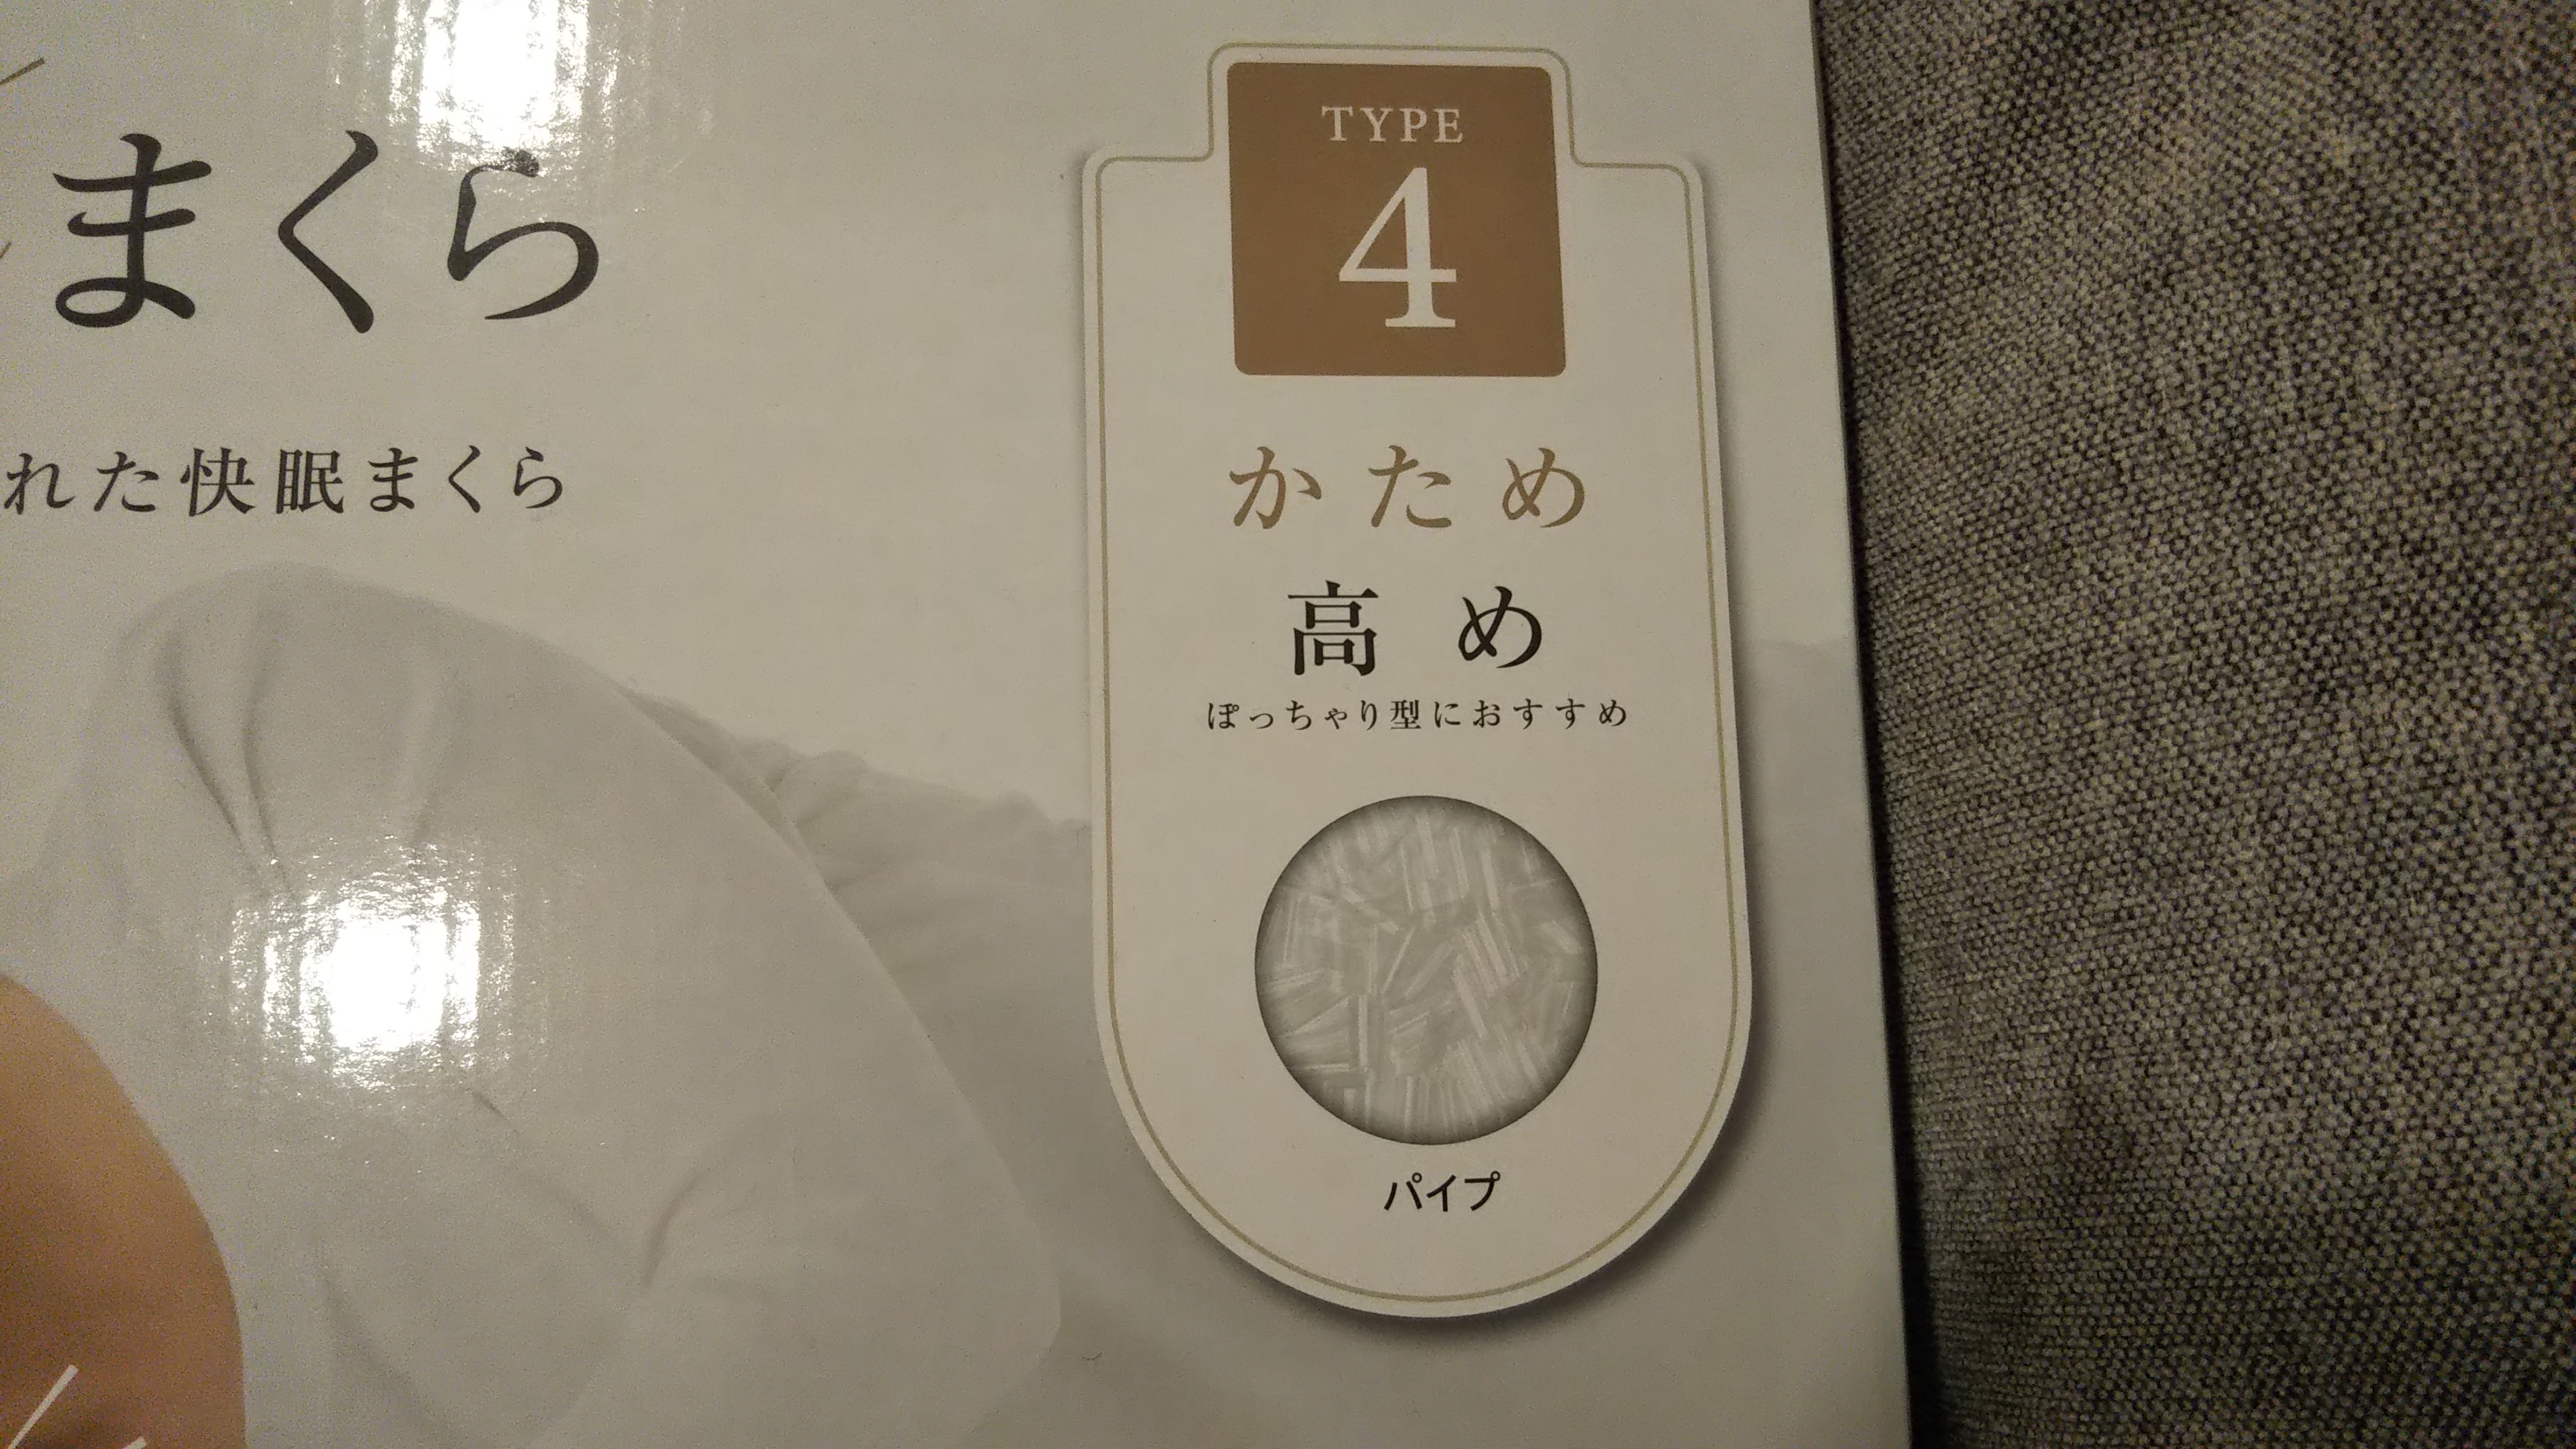 まくら
れた快眠まくら
TYPE
4
かため
高め
ぽっちゃり型におすすめ
パイプ